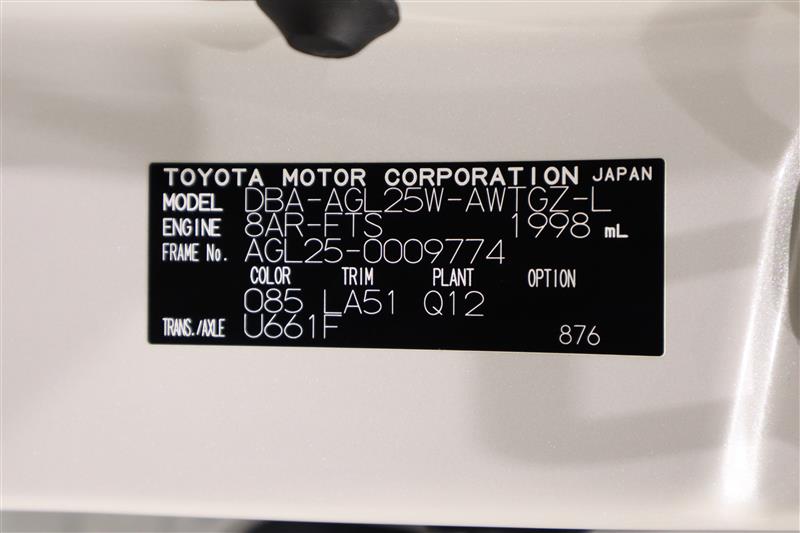 TOYOTA MOTOR CORPORATION JAPAN
MODEL DBA-AGL25W-AWTGZ-L
ENGINE 8AR-FTS 1998 mL
FRAME No. AGL25-0009774
COLOR TRIM PLANT OPTION
085 LA51 Q12
TRANS./AXLE U661F 876